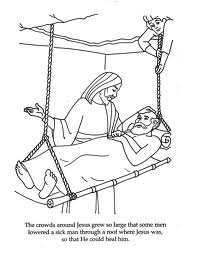 The crowds around Jesus grew so large that some men
lowered a sick man through a roof where Jesus was,
so that He could heal him.